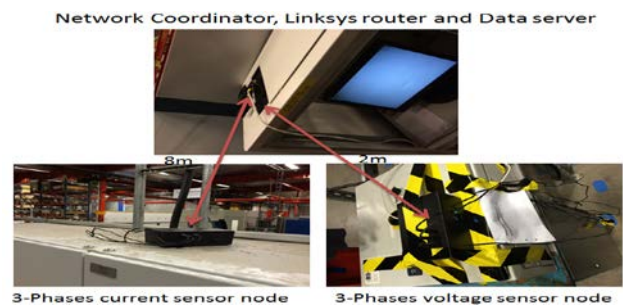 Network Coordinator, Linksys router and Data server
8m
2m
3-Phases current sensor node
3-Phases voltage sensor node